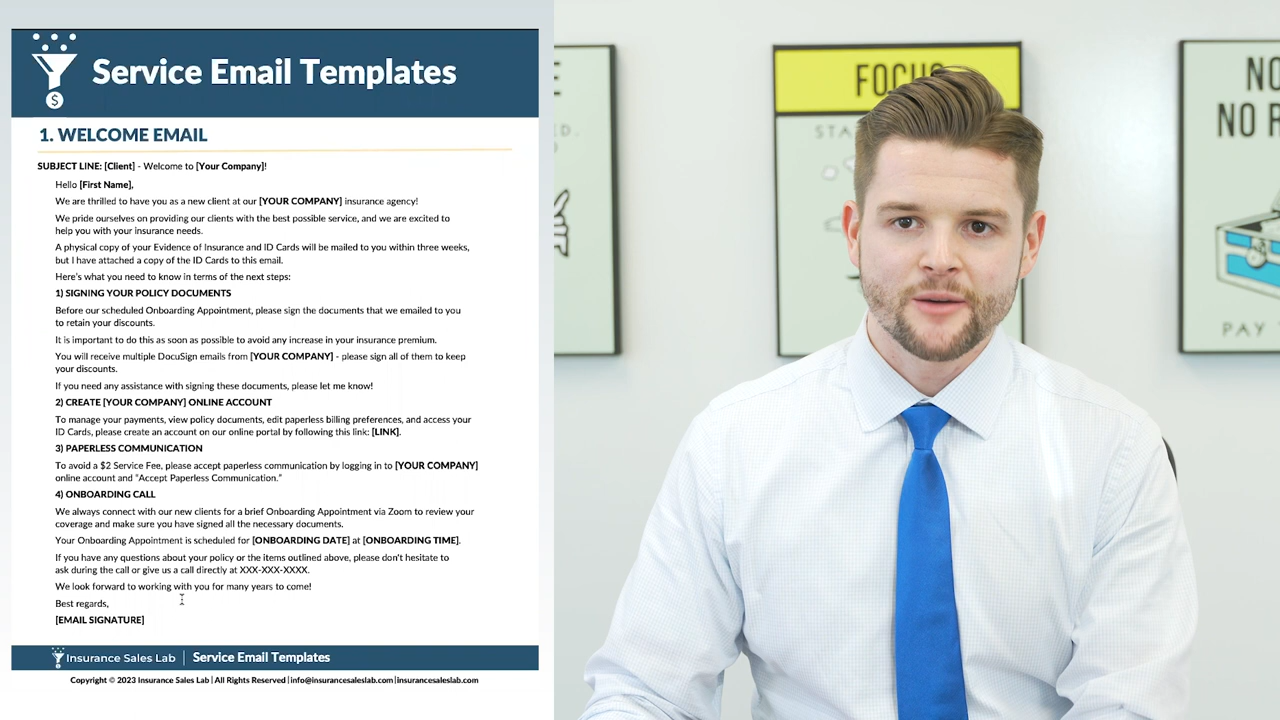 Service Email Templates
$
1. WELCOME EMAIL
SUBJECT LINE: [Client] - Welcome to [Your Company]!
Hello [First Name],
We are thrilled to have you as a new client at our [YOUR COMPANY] insurance agency!
We pride ourselves on providing our clients with the best possible service, and we are excited to
help you with your insurance needs.
A physical copy of your Evidence of Insurance and ID Cards will be mailed to you within three weeks,
but I have attached a copy of the ID Cards to this email.
Here's what you need to know in terms of the next steps:
1) SIGNING YOUR POLICY DOCUMENTS
Before our scheduled Onboarding Appointment, please sign the documents that we emailed to you
to retain your discounts.
It is important to do this as soon as possible to avoid any increase in your insurance premium.
You will receive multiple DocuSign emails from [YOUR COMPANY] - please sign all of them to keep
your discounts.
If you need any assistance with signing these documents, please let me know!
2) CREATE [YOUR COMPANY] ONLINE ACCOUNT
To manage your payments, view policy documents, edit paperless billing preferences, and access your
ID Cards, please create an account on our online portal by following this link: [LINK].
3) PAPERLESS COMMUNICATION
To avoid a $2 Service Fee, please accept paperless communication by logging in to [YOUR COMPANY]
online account and "Accept Paperless Communication."
4) ONBOARDING CALL
We always connect with our new clients for a brief Onboarding Appointment via Zoom to review your
coverage and make sure you have signed all the necessary documents.
Your Onboarding Appointment is scheduled for [ONBOARDING DATE] at [ONBOARDING TIME].
If you have any questions about your policy or the items outlined above, please don't hesitate to
ask during the call or give us a call directly at XXX-XXX-XXXX.
We look forward to working with you for many years to come!
Best regards,
[EMAIL SIGNATURE]
Insurance Sales Lab | Service Email Templates
Copyright © 2023 Insurance Sales Lab | All Rights Reserved | info@insurancesaleslab.com | insurancesaleslab.com
FOCUS
STA
NO
NO R
PAY